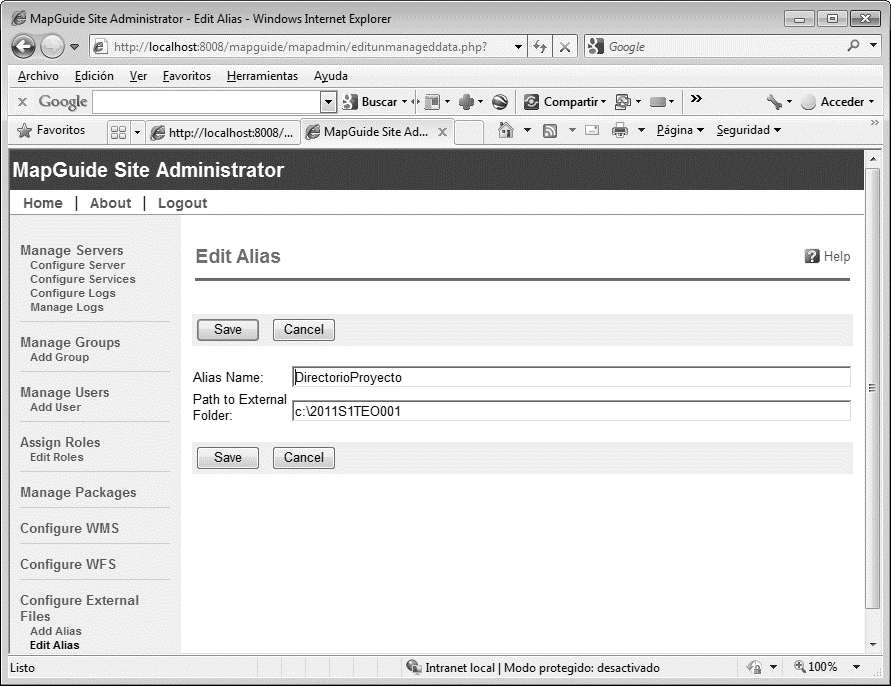 MapGuide Site Administrator - Edit Alias - Windows Internet Explorer
http://localhost:8008/mapguide/mapadmin/editunmanageddata.php?
Google
Archivo Edición Ver Favoritos Herramientas Ayuda
x Google Buscar Compartir » Acceder
Favoritos http://localhost:8008/... MapGuide Site Ad... Página Seguridad »
MapGuide Site Administrator
Home | About | Logout
Manage Servers
Configure Server
Configure Services
Configure Logs
Manage Logs
Manage Groups
Add Group
Manage Users
Add User
Assign Roles
Edit Roles
Manage Packages
Configure WMS
Configure WFS
Configure External
Files
Add Alias
Edit Alias
Edit Alias
? Help
Save Cancel
Alias Name: DirectorioProyecto
Path to External
Folder: c:\2011S1TEO001
Save Cancel
Listo Intranet local | Modo protegido: desactivado 100%